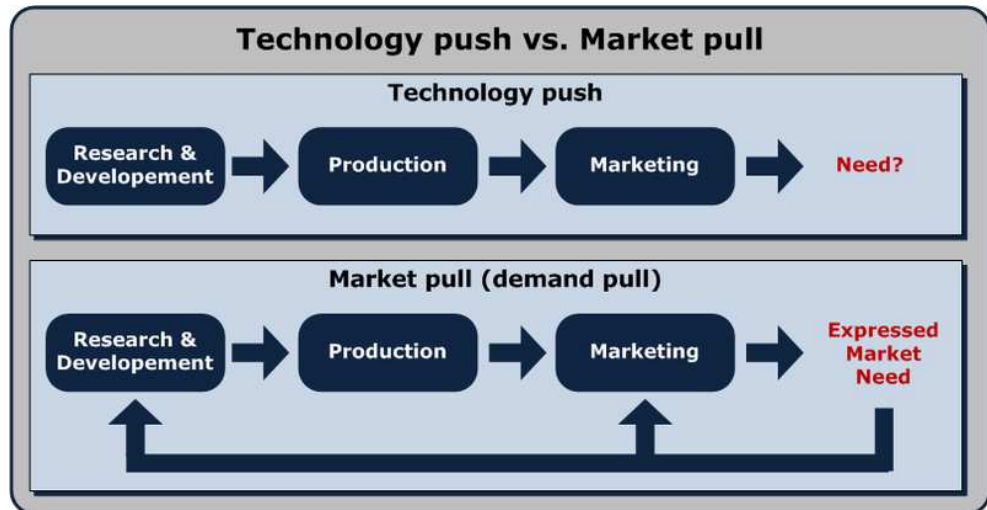 Technology push vs. Market pull
Technology push
Research &
Developement
Production
Marketing
Need?
Market pull (demand pull)
Research &
Developement
Production
Marketing
Expressed
Market
Need